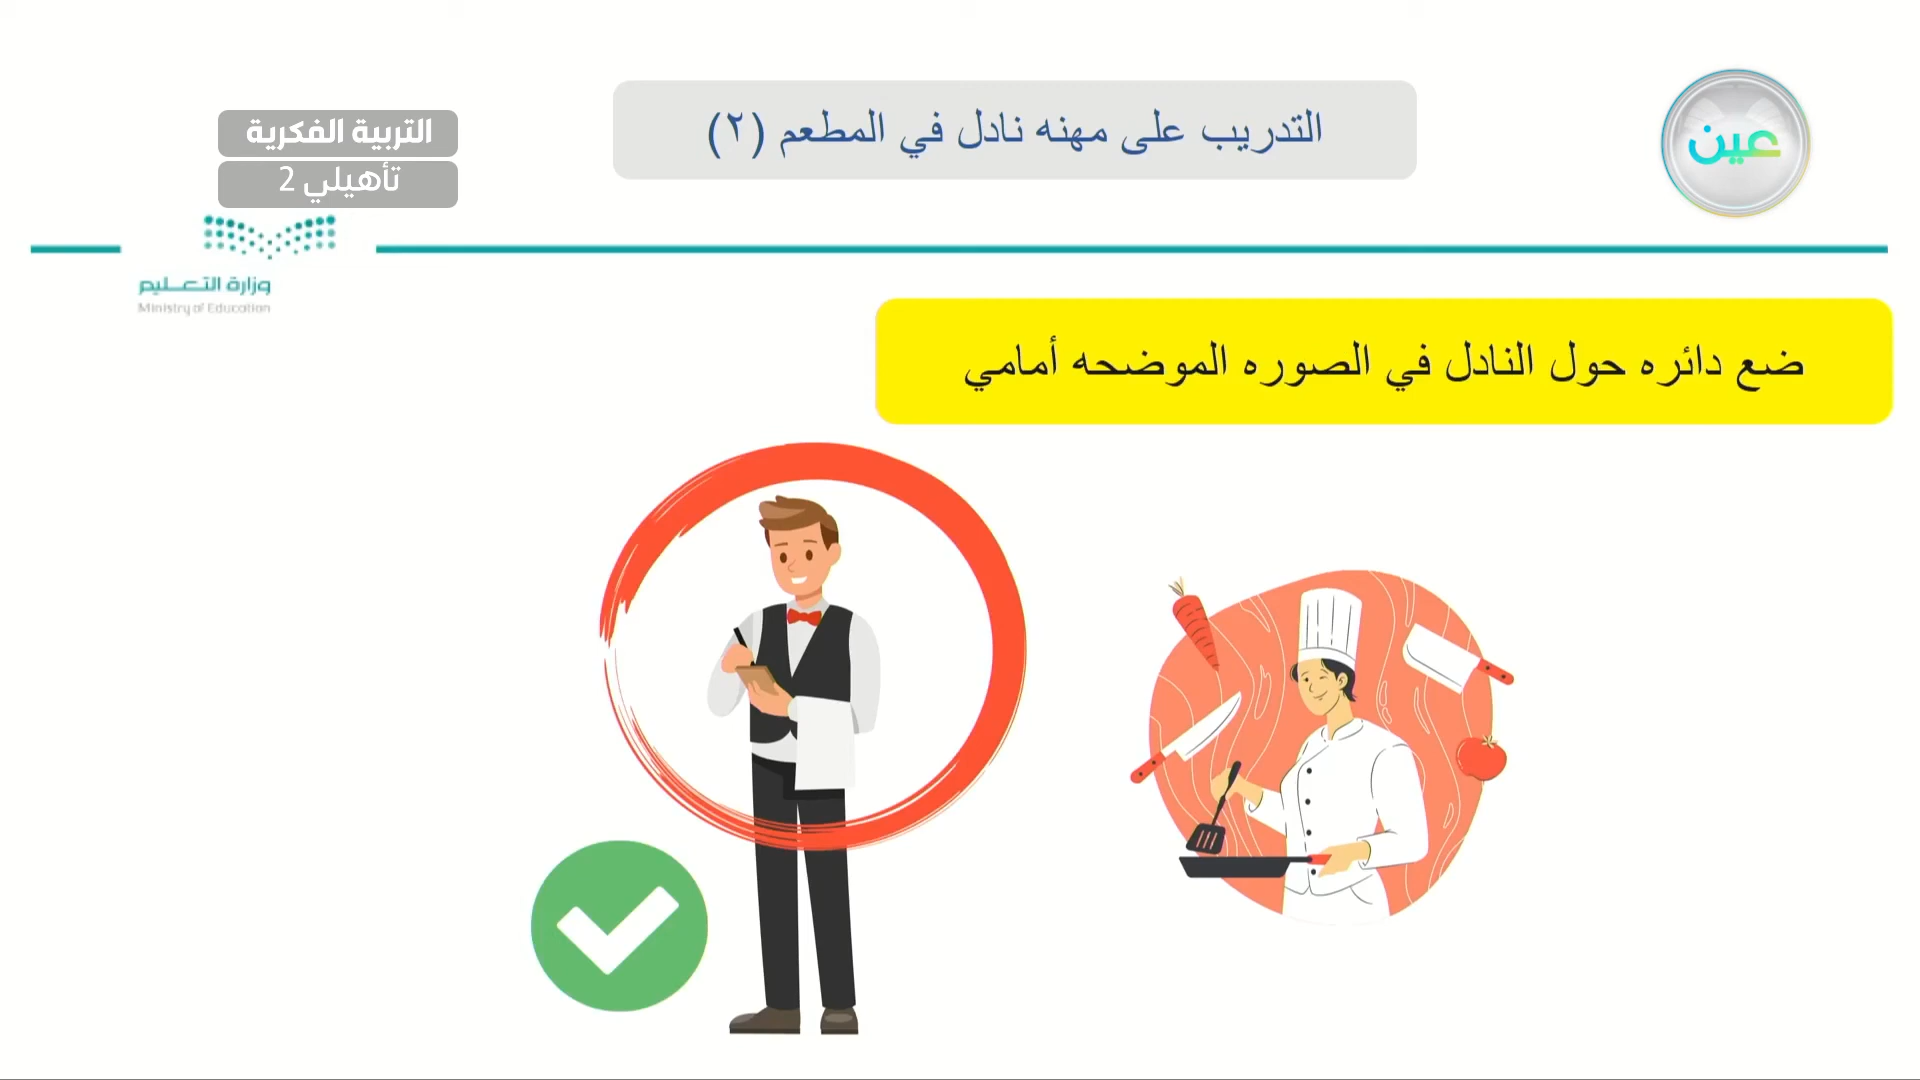 عين
التدريب على مهنه نادل في المطعم (٢)
التربية الفكرية
تأهيلي 2
وزارة التعليم
Ministry of Education
ضع دائره حول النادل في الصوره الموضحه أمامي